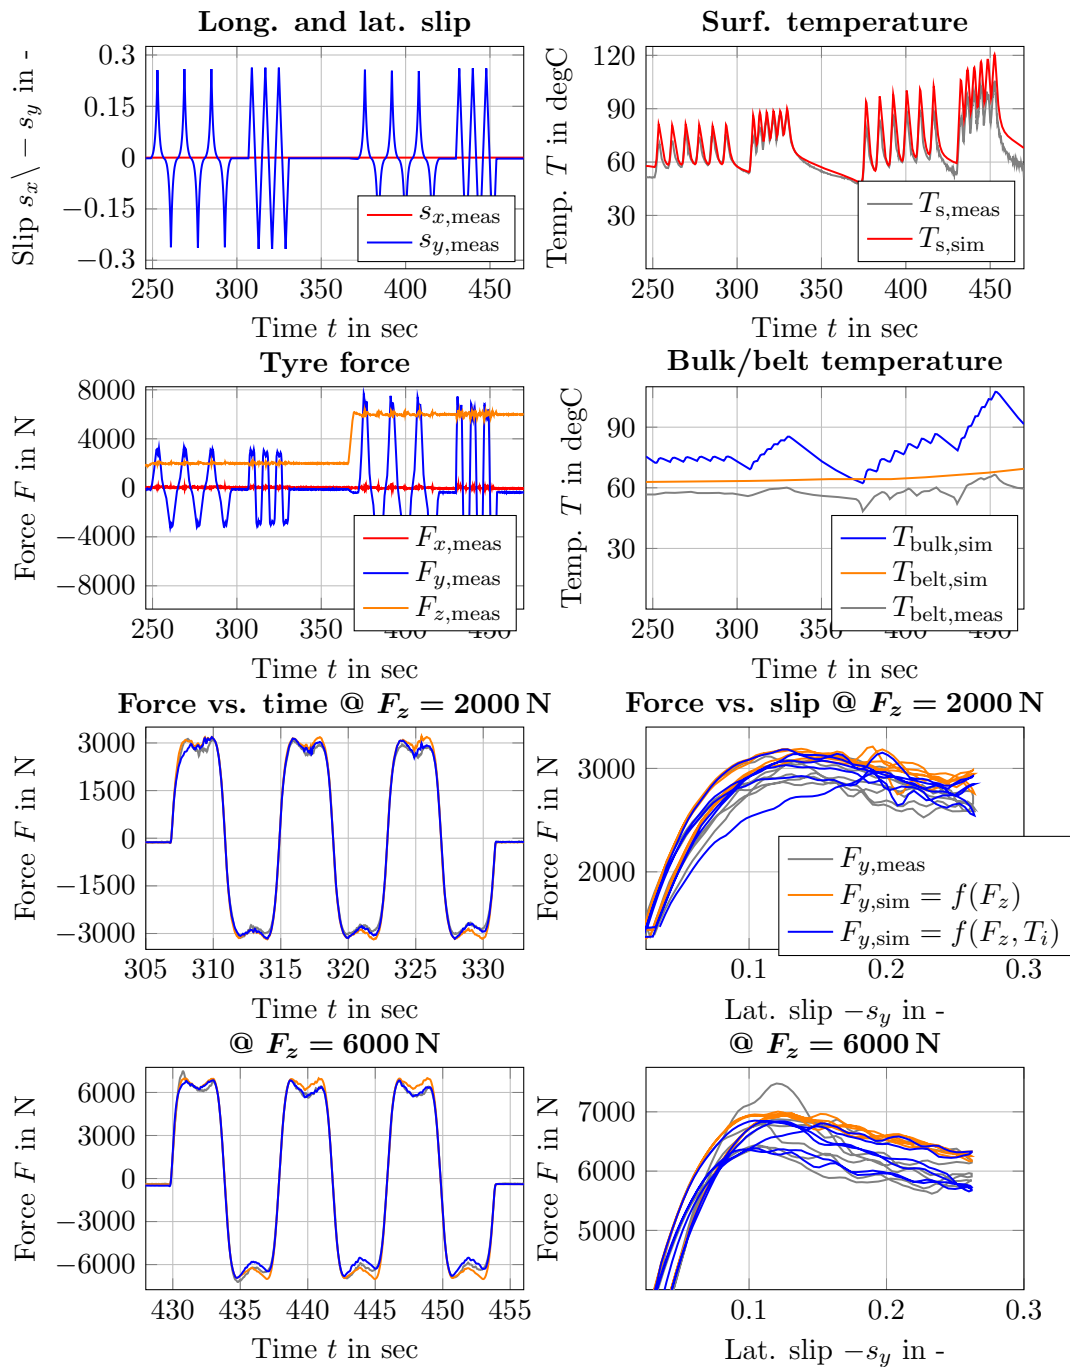 Long. and lat. slip
Slip s_x\ − s_y in -
0.3
0.15
0
−0.15
−0.3
s_x,meas
s_y,meas
250 300 350 400 450
Time t in sec
Surf. temperature
Temp. T in degC
120
90
60
30
T_s,meas
T_s,sim
250 300 350 400 450
Time t in sec
Tyre force
Force F in N
8000
4000
0
−4000
−8000
F_x,meas
F_y,meas
F_z,meas
250 300 350 400 450
Time t in sec
Bulk/belt temperature
Temp. T in degC
90
60
30
T_bulk,sim
T_belt,sim
T_belt,meas
250 300 350 400 450
Time t in sec
Force vs. time @ F_z = 2000 N
Force F in N
3000
1500
0
−1500
−3000
305 310 315 320 325 330
Time t in sec
Force vs. slip @ F_z = 2000 N
Force F in N
3000
2000
F_y,meas
F_y,sim = f(F_z)
F_y,sim = f(F_z, T_i)
0.1 0.2 0.3
Lat. slip −s_y in -
@ F_z = 6000 N
Force F in N
6000
3000
0
−3000
−6000
430 435 440 445 450 455
Time t in sec
@ F_z = 6000 N
Force F in N
7000
6000
5000
0.1 0.2 0.3
Lat. slip −s_y in -